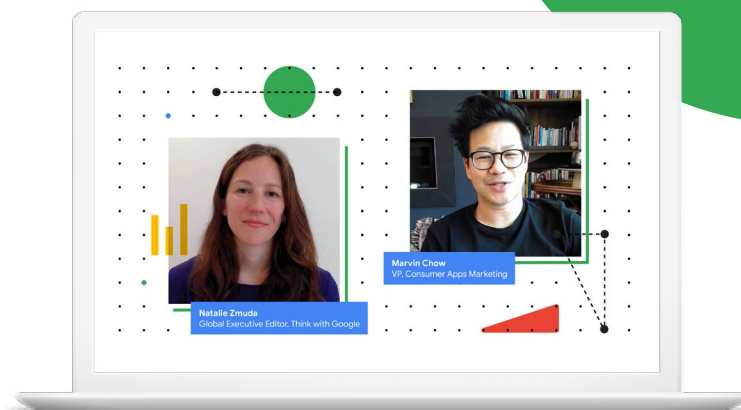 Marvin Chow
VP, Consumer Apps Marketing
Natalie Zmuda
Global Executive Editor, Think with Google